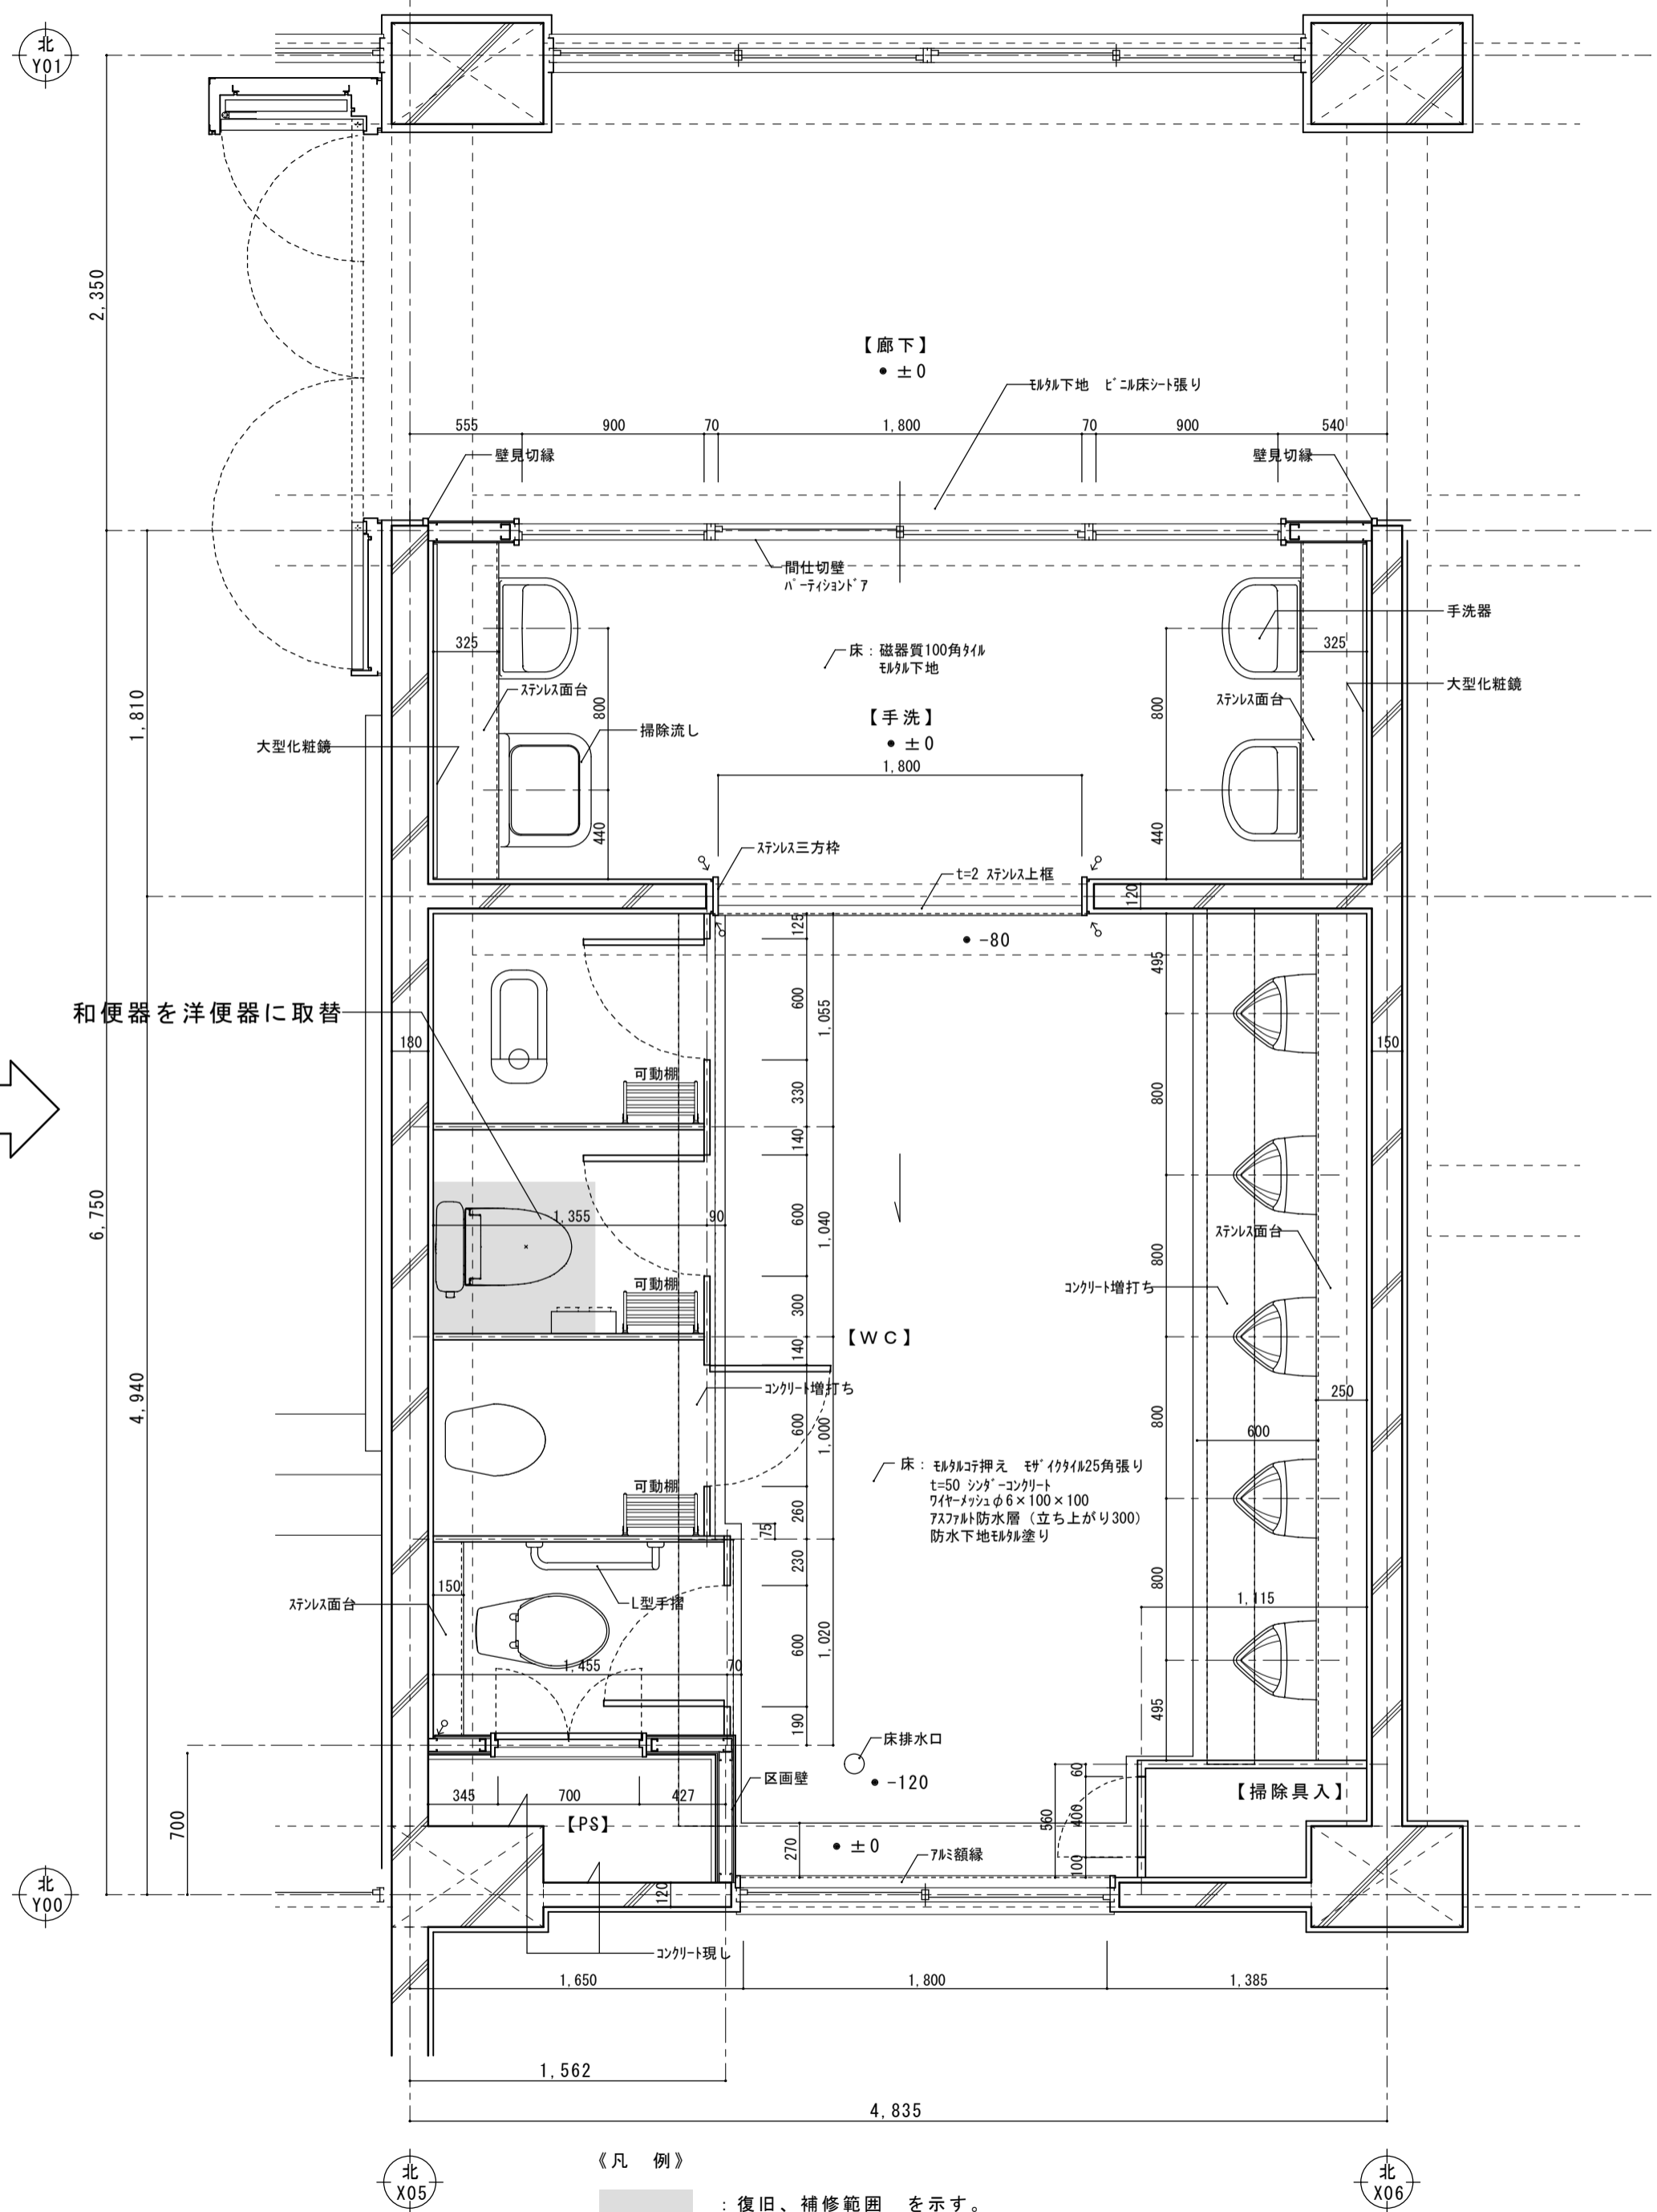 北
Y01
2,350
【廊下】
±0
モルタル下地 ビニル床シート張り
555
900
70
1,800
70
900
540
壁見切縁
壁見切縁
間仕切壁
パーティションドア
手洗器
325
325
床：磁器質100角タイル
モルタル下地
ステンレス面台
800
掃除流し
【手洗】
±0
1,800
800
ステンレス面台
大型化粧鏡
大型化粧鏡
1,810
440
440
ステンレス三方枠
t=2 ステンレス上框
120
-80
125
495
600
1,055
和便器を洋便器に取替
180
150
可動棚
330
800
140
6,750
1,355
90
600
1,040
ステンレス面台
800
可動棚
300
コンクリート増打ち
【WC】
140
4,940
コンクリート増打ち
250
600
1,000
800
600
床：モルタルコテ押え モザイクタイル25角張り
t=50 シンダーコンクリート
ワイヤーメッシュφ6×100×100
アスファルト防水層（立ち上がり300）
防水下地モルタル塗り
可動棚
260
75
230
800
150
L型手摺
ステンレス面台
1,115
600
1,020
1,455
70
190
495
床排水口
区画壁
-120
60
【掃除具入】
345
700
427
400
560
【PS】
700
270
±0
アルミ額縁
100
120
北
Y00
コンクリート現し
1,650
1,800
1,385
1,562
4,835
北
X05
北
X06
《凡 例》
：復旧、補修範囲 を示す。